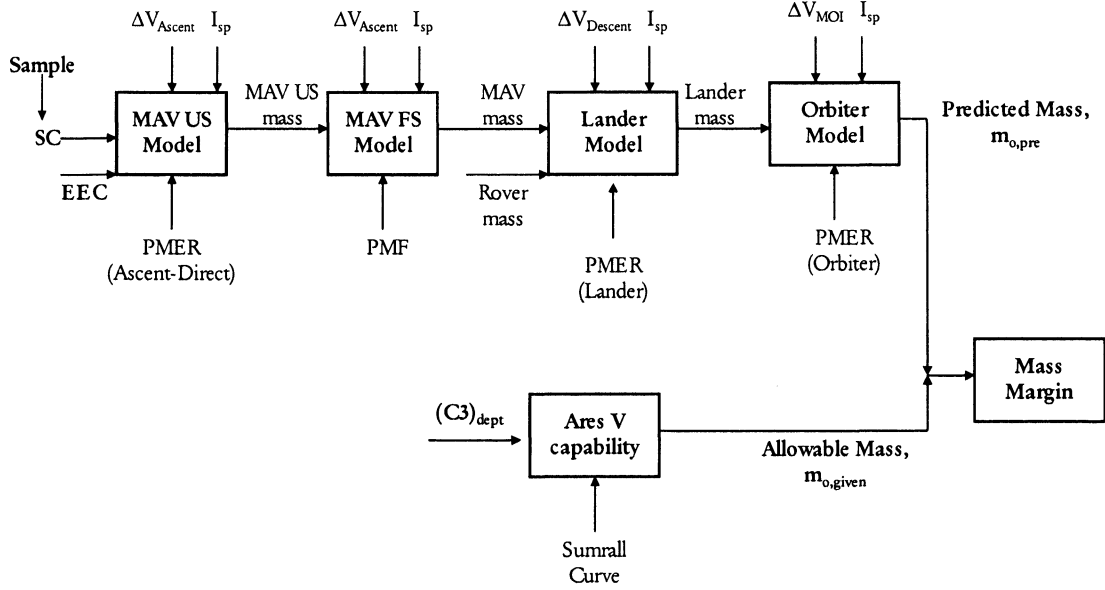 ΔV_Ascent I_sp
ΔV_Ascent I_sp
ΔV_Descent I_sp
ΔV_MOI I_sp
Sample
SC
EEC
MAV US
Model
MAV US
mass
MAV FS
Model
MAV
mass
Rover
mass
Lander
Model
Lander
mass
Orbiter
Model
Predicted Mass,
m_o,pre
PMER
(Ascent-Direct)
PMF
PMER
(Lander)
PMER
(Orbiter)
Mass
Margin
(C3)_dept
Ares V
capability
Allowable Mass,
m_o,given
Sumrall
Curve